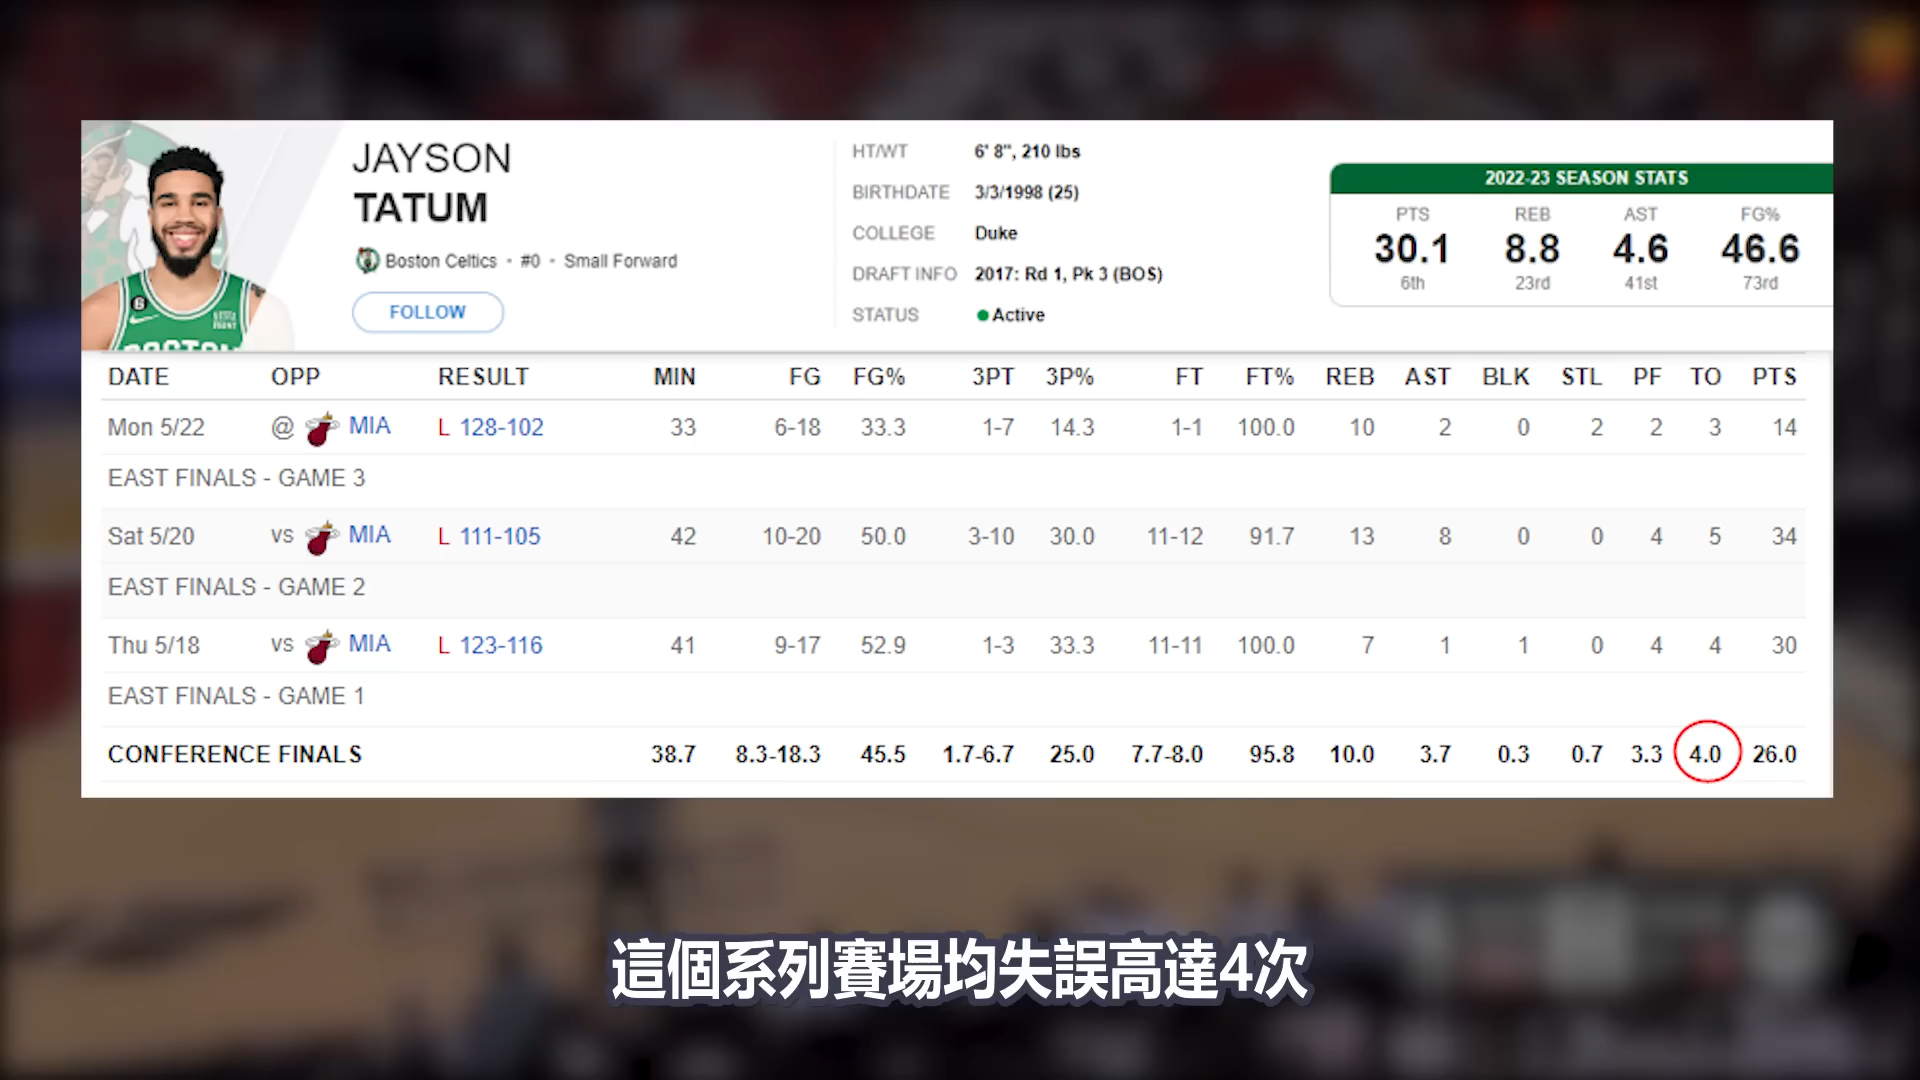 JAYSON
TATUM
Boston Celtics • #0 • Small Forward
FOLLOW
HT/WT 6' 8", 210 lbs
BIRTHDATE 3/3/1998 (25)
COLLEGE Duke
DRAFT INFO 2017: Rd 1, Pk 3 (BOS)
STATUS Active
2022-23 SEASON STATS
PTS REB AST FG%
30.1 8.8 4.6 46.6
6th 23rd 41st 73rd
6
DATE OPP RESULT MIN FG FG% 3PT 3P% FT FT% REB AST BLK STL PF TO PTS
Mon 5/22 @ MIA L 128-102 33 6-18 33.3 1-7 14.3 1-1 100.0 10 2 0 2 2 3 14
EAST FINALS - GAME 3
Sat 5/20 vs MIA L 111-105 42 10-20 50.0 3-10 30.0 11-12 91.7 13 8 0 0 4 5 34
EAST FINALS - GAME 2
Thu 5/18 vs MIA L 123-116 41 9-17 52.9 1-3 33.3 11-11 100.0 7 1 1 0 4 4 30
EAST FINALS - GAME 1
CONFERENCE FINALS 38.7 8.3-18.3 45.5 1.7-6.7 25.0 7.7-8.0 95.8 10.0 3.7 0.3 0.7 3.3 4.0 26.0
這個系列賽場均失誤高達4次